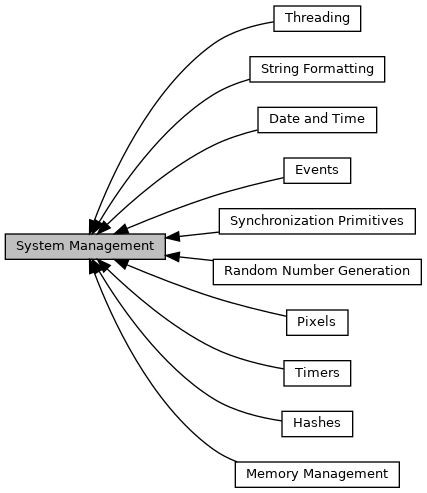 Threading
String Formatting
Date and Time
Events
Synchronization Primitives
System Management
Random Number Generation
Pixels
Timers
Hashes
Memory Management